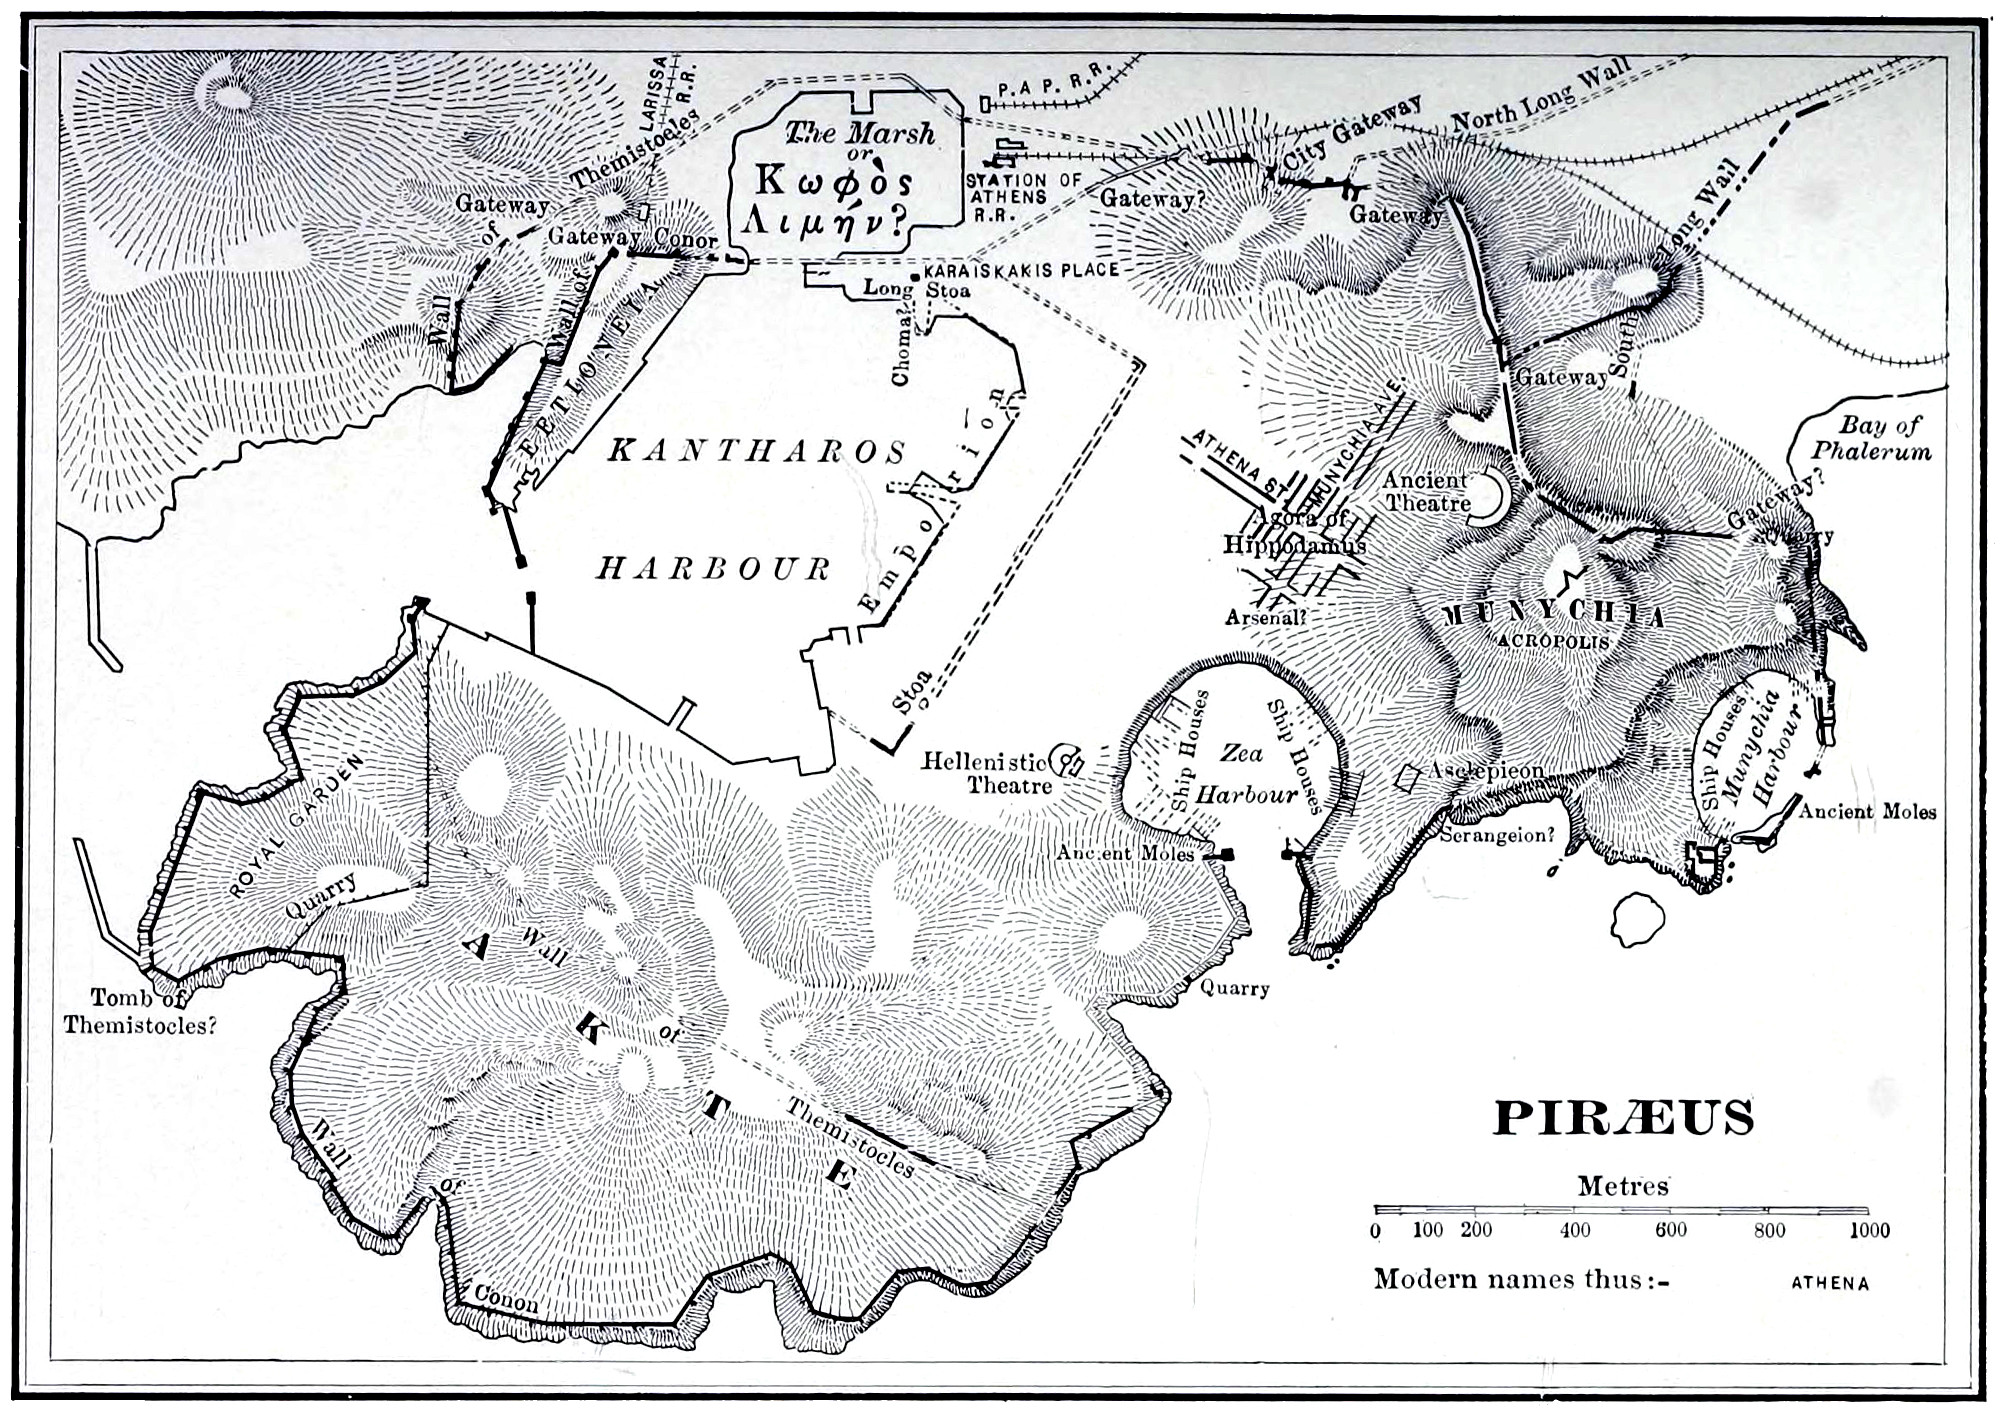 LARISSA
R.R.
P. A P. R.R.
The Marsh
or
Κωφὸς
Λιμήν?
STATION OF
ATHENS
R.R.
City Gateway
North Long Wall
Gateway?
Gateway
South Long Wall
Gateway
Wall of Themistocles
Gateway
Gateway
Wall of Conor
EETIONEIA
KARAISKAKIS PLACE
Long Stoa
Choma?
KANTHAROS
HARBOUR
Emporion
Stoa
ATHENA ST.
MUNYCHIA AVE.
Agora of
Hippodamus
Arsenal?
Ancient
Theatre
Bay of
Phalerum
Gateway?
Quarry
MUNYCHIA
ACROPOLIS
Ship Houses
Munychia
Harbour
Ancient Moles
Hellenistic
Theatre
Ship Houses
Zea
Harbour
Ship Houses
Asclepieon
Serangeion?
Ancient Moles
Quarry
ROYAL GARDEN
Quarry
Tomb of
Themistocles?
AKTE
Wall of Themistocles
Wall of Conon
PIRÆUS
Metres
0 100 200 400 600 800 1000
Modern names thus:- ATHENA